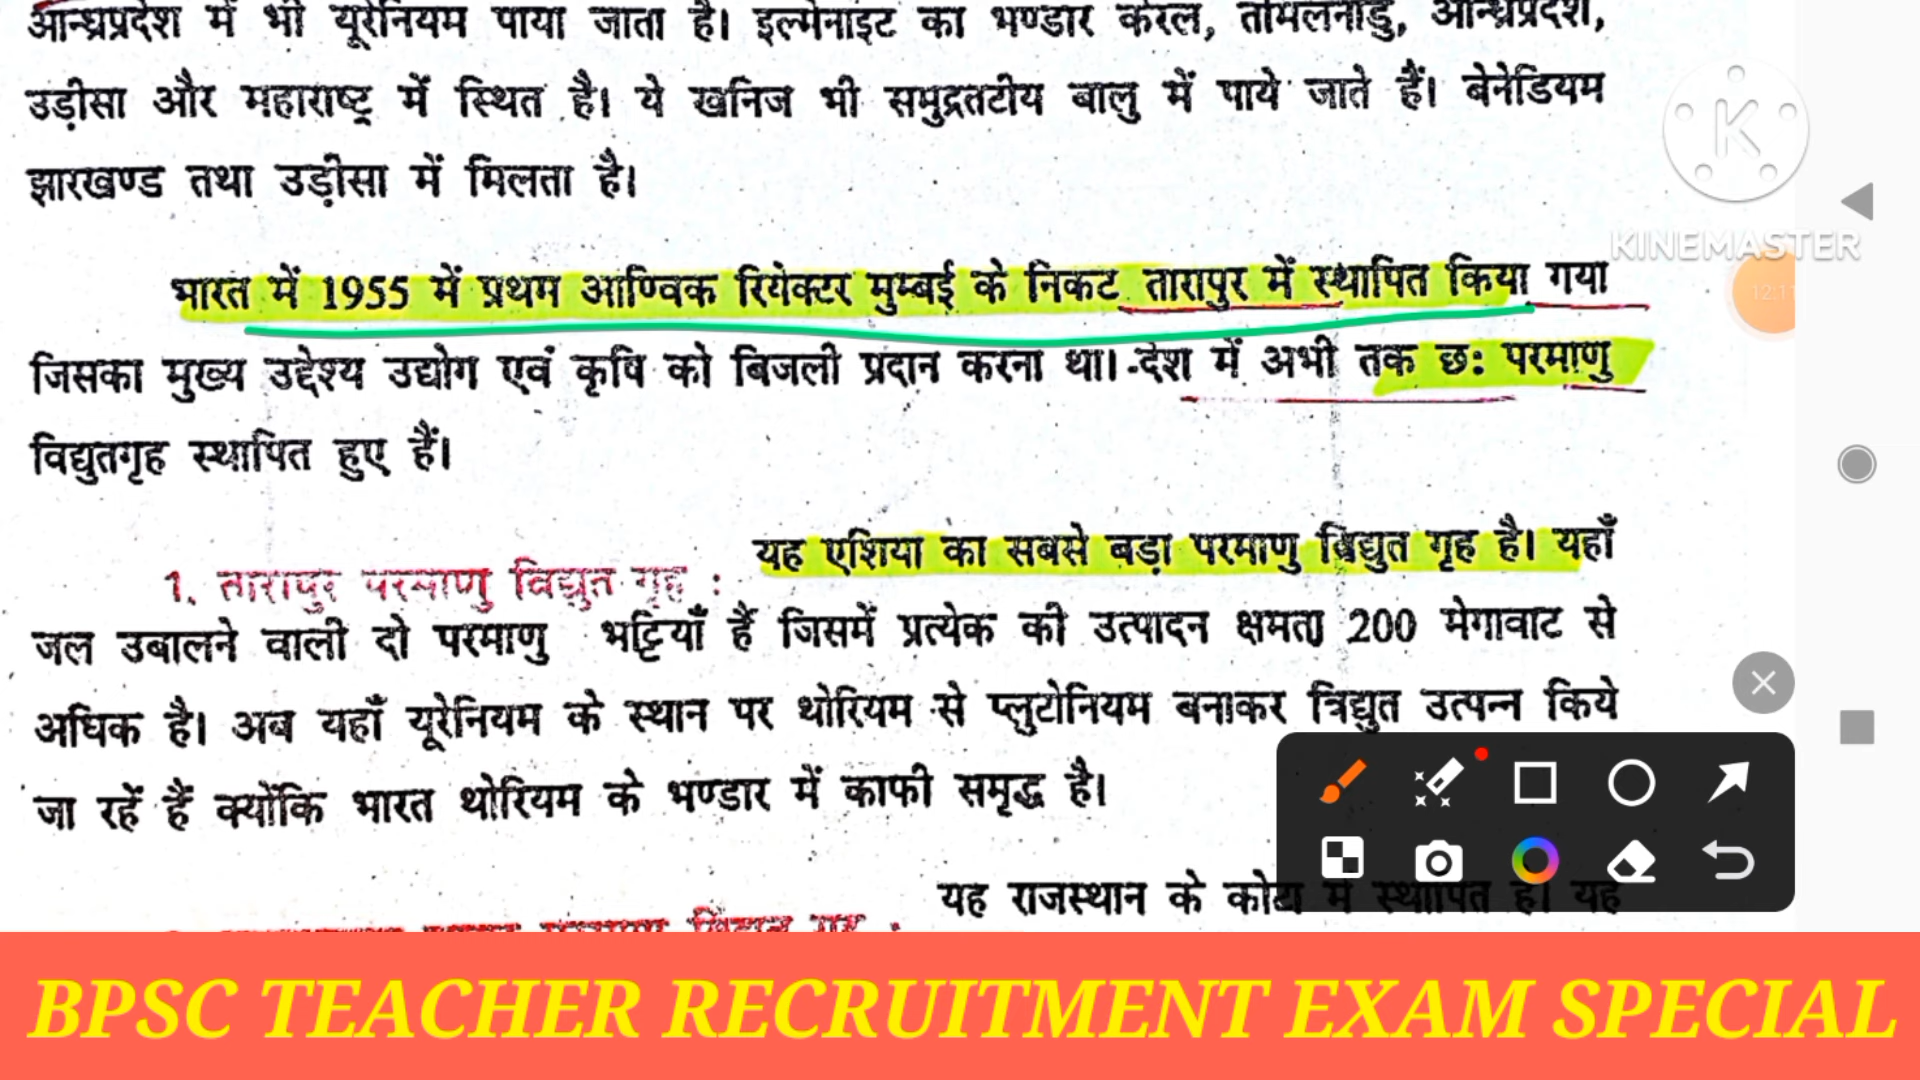 आन्ध्रप्रदेश में भी यूरेनियम पाया जाता है। इल्मेनाइट का भण्डार केरल, तामिलनाडु, आन्ध्रप्रदेश,
उड़ीसा और महाराष्ट्र में स्थित है। ये खनिज भी समुद्रतटीय बालु में पाये जाते हैं। बेनेडियम
झारखण्ड तथा उड़ीसा में मिलता है।
KINEMASTER
भारत में 1955 में प्रथम आण्विक रियेक्टर मुम्बई के निकट तारापुर में स्थापित किया गया
12:11
जिसका मुख्य उद्देश्य उद्योग एवं कृषि को बिजली प्रदान करना था। देश में अभी तक छः परमाणु
विद्युतगृह स्थापित हुए हैं।
1. तारापुर परमाणु विद्युत गृह : यह एशिया का सबसे बड़ा परमाणु विद्युत गृह है। यहाँ
जल उबालने वाली दो परमाणु भट्टियाँ हैं जिसमें प्रत्येक की उत्पादन क्षमता 200 मेगावाट से
अधिक है। अब यहाँ यूरेनियम के स्थान पर थोरियम से प्लुटोनियम बनाकर विद्युत उत्पन्न किये
जा रहें हैं क्योंकि भारत थोरियम के भण्डार में काफी समृद्ध है।
यह राजस्थान के कोटा में स्थापित है। यह
BPSC TEACHER RECRUITMENT EXAM SPECIAL